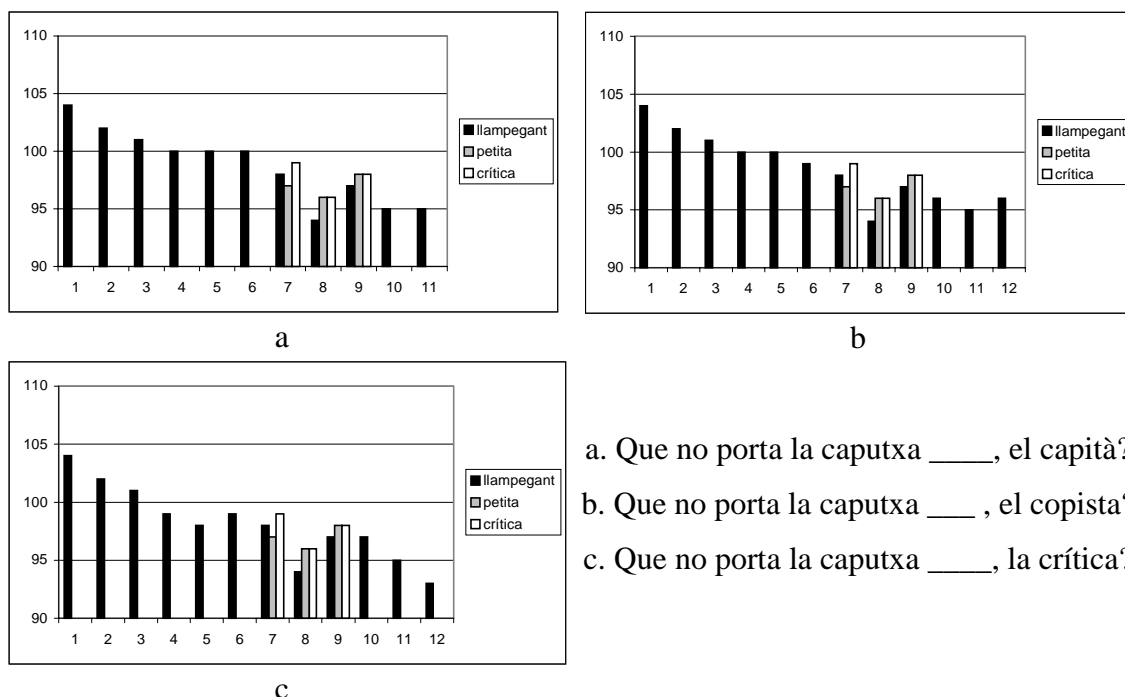 110
105
100
95
90
1 2 3 4 5 6 7 8 9 10 11
llampegant
petita
crítica
a
110
105
100
95
90
1 2 3 4 5 6 7 8 9 10 11 12
llampegant
petita
crítica
b
110
105
100
95
90
1 2 3 4 5 6 7 8 9 10 11 12
llampegant
petita
crítica
c
a. Que no porta la caputxa ____, el capità?
b. Que no porta la caputxa ___ , el copista?
c. Que no porta la caputxa ____, la crítica?